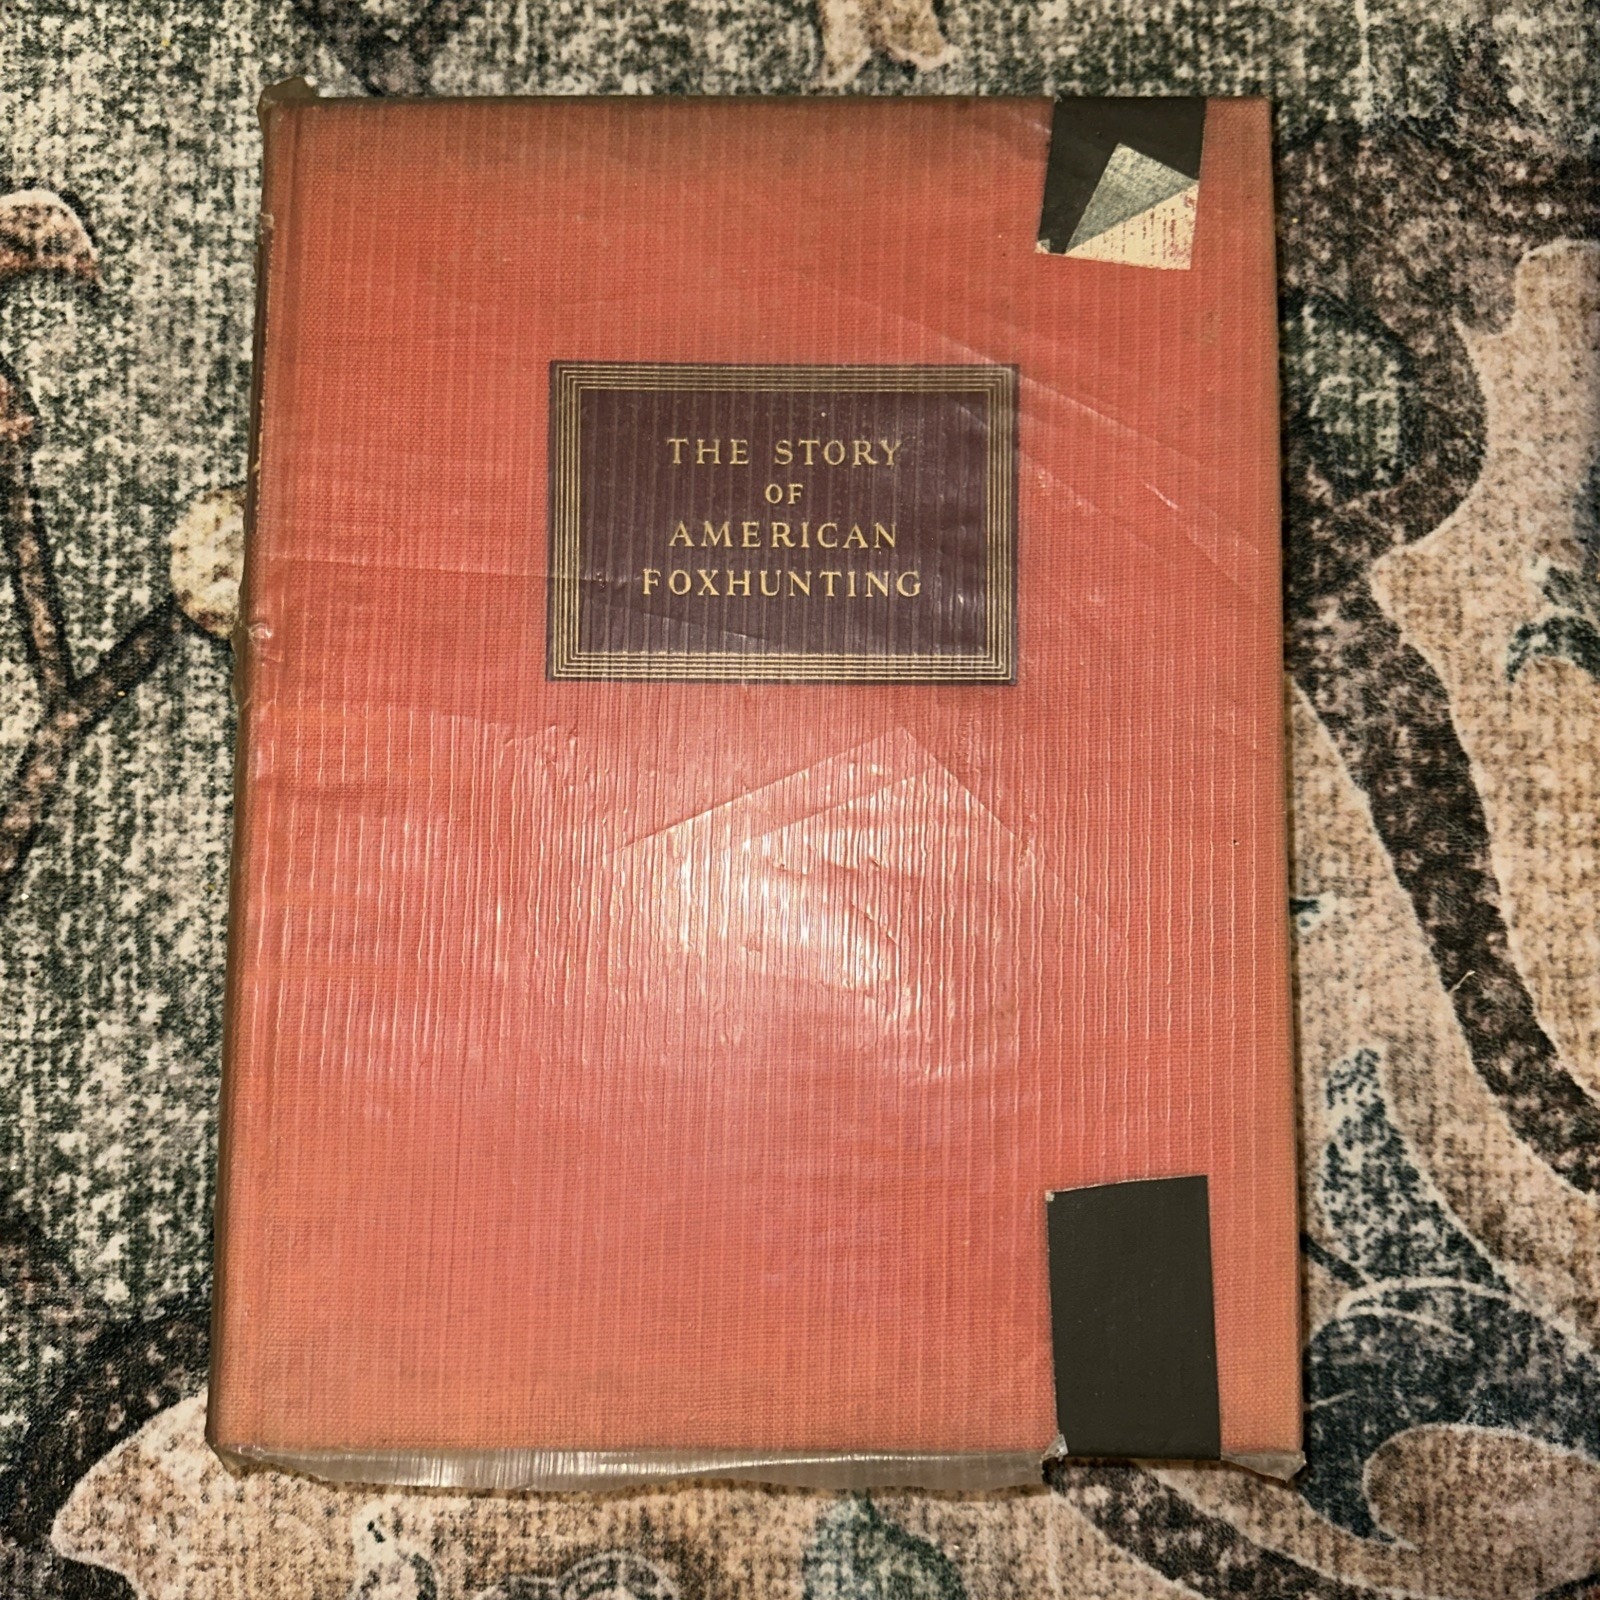 THE STORY
OF
AMERICAN
FOXHUNTING